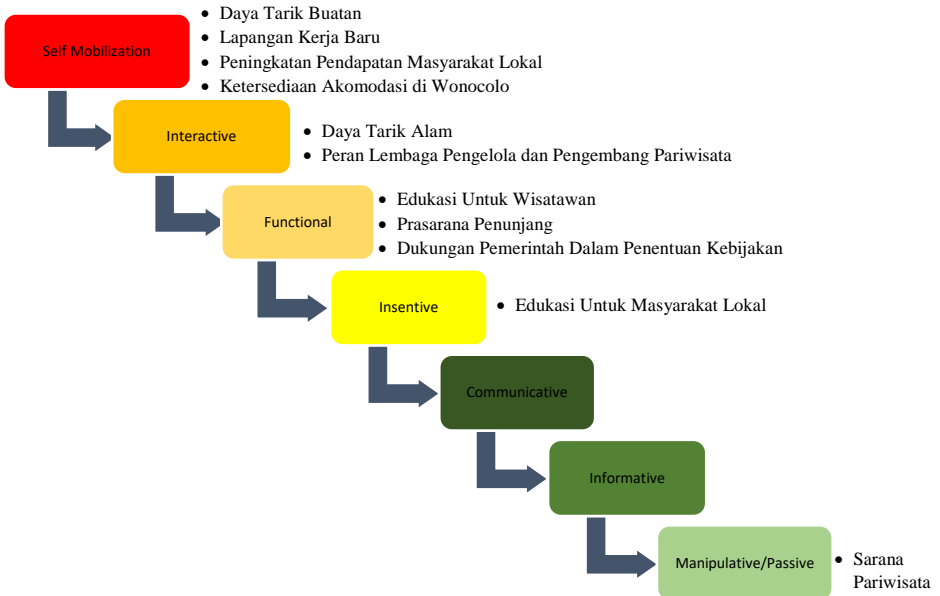 Self Mobilization
• Daya Tarik Buatan
• Lapangan Kerja Baru
• Peningkatan Pendapatan Masyarakat Lokal
• Ketersediaan Akomodasi di Wonocolo
Interactive
• Daya Tarik Alam
• Peran Lembaga Pengelola dan Pengembang Pariwisata
Functional
• Edukasi Untuk Wisatawan
• Prasarana Penunjang
• Dukungan Pemerintah Dalam Penentuan Kebijakan
Insentive
• Edukasi Untuk Masyarakat Lokal
Communicative
Informative
Manipulative/Passive
• Sarana
Pariwisata